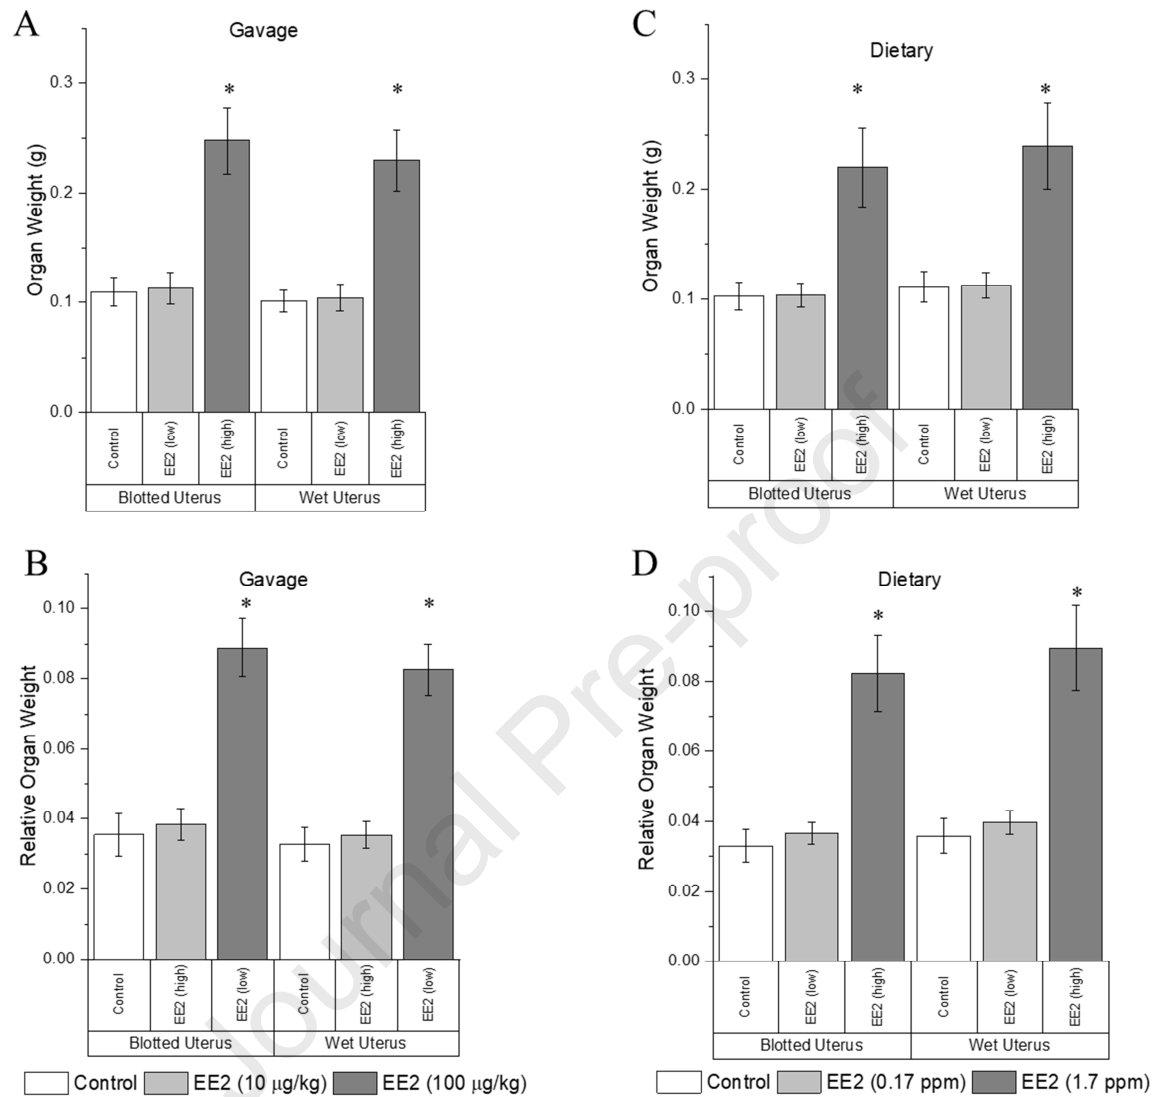 A
Gavage
Organ Weight (g)
0.3
0.2
0.1
0.0
*
*
Control
EE2 (low)
EE2 (high)
Control
EE2 (low)
EE2 (high)
Blotted Uterus
Wet Uterus
C
Dietary
Organ Weight (g)
0.3
0.2
0.1
0.0
*
*
Control
EE2 (low)
EE2 (high)
Control
EE2 (low)
EE2 (high)
Blotted Uterus
Wet Uterus
B
Gavage
Relative Organ Weight
0.10
0.08
0.06
0.04
0.02
0.00
*
*
Control
EE2 (high)
EE2 (low)
Control
EE2 (high)
EE2 (low)
Blotted Uterus
Wet Uterus
Control EE2 (10 µg/kg) EE2 (100 µg/kg)
D
Dietary
Relative Organ Weight
0.10
0.08
0.06
0.04
0.02
0.00
*
*
Control
EE2 (low)
EE2 (high)
Control
EE2 (low)
EE2 (high)
Blotted Uterus
Wet Uterus
Control EE2 (0.17 ppm) EE2 (1.7 ppm)
Journal Pre-proof